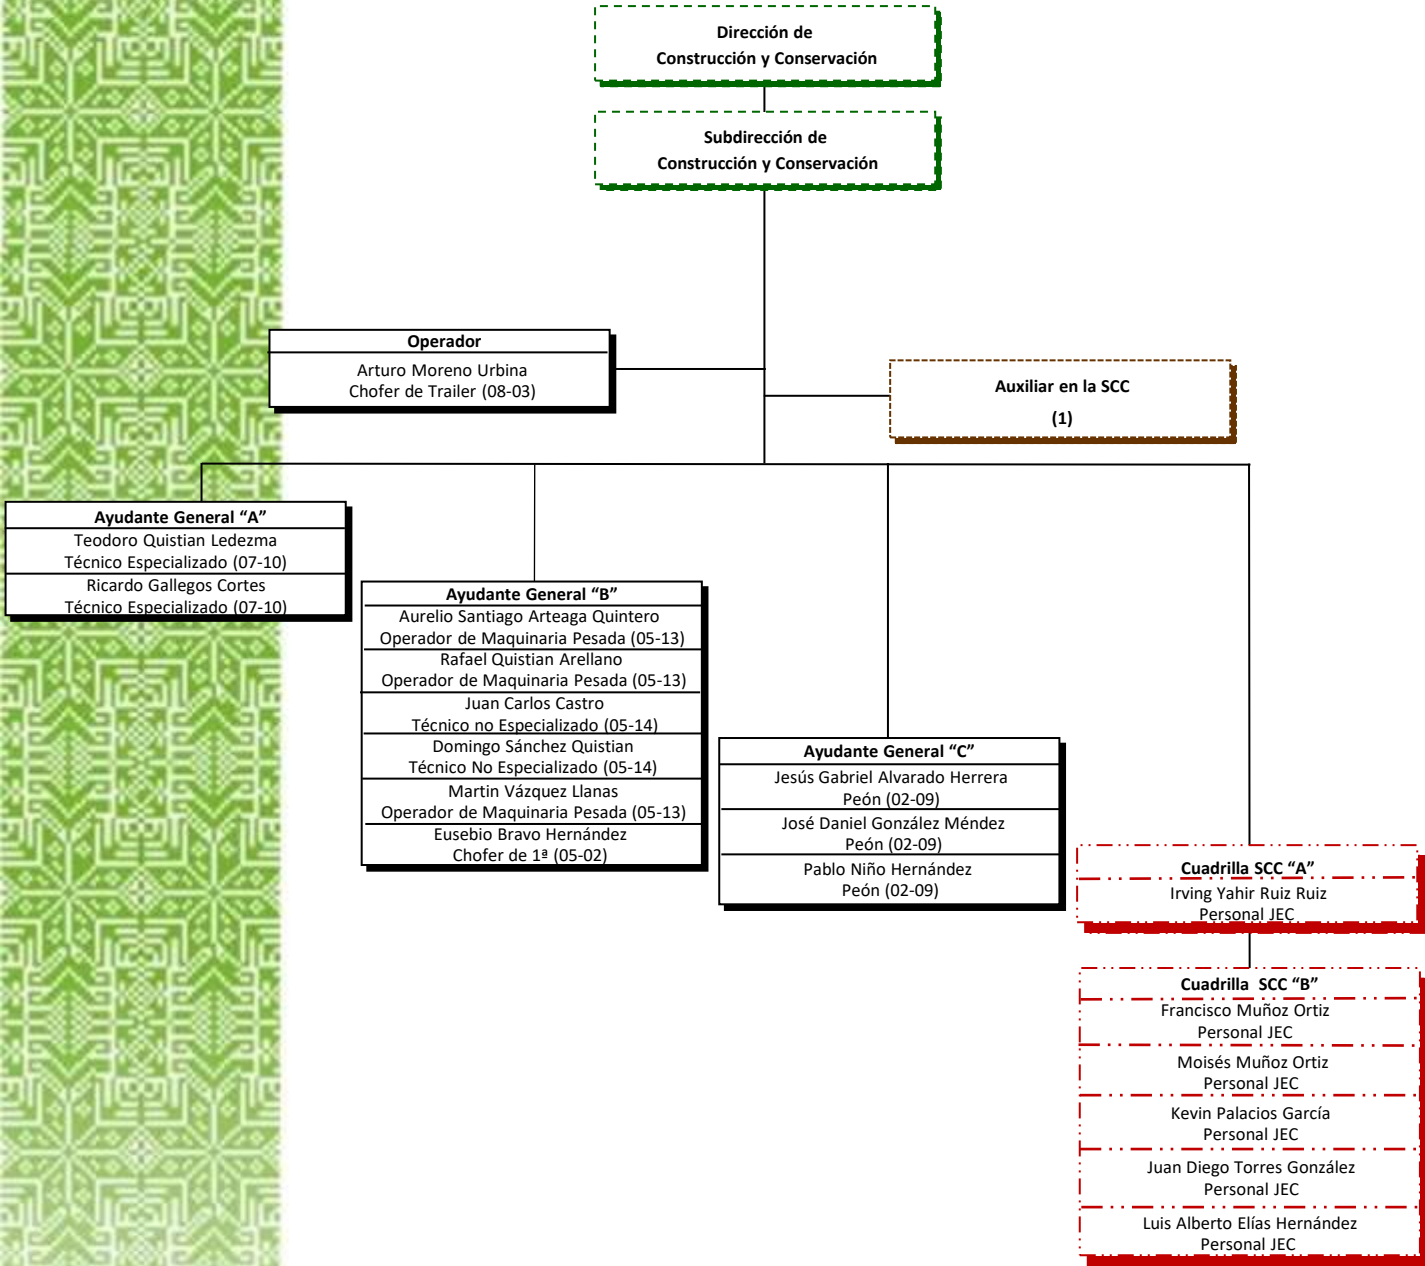 Dirección de
Construcción y Conservación
Subdirección de
Construcción y Conservación
Operador
Arturo Moreno Urbina
Chofer de Trailer (08-03)
Auxiliar en la SCC
(1)
Ayudante General “A”
Teodoro Quistian Ledezma
Técnico Especializado (07-10)
Ricardo Gallegos Cortes
Técnico Especializado (07-10)
Ayudante General “B”
Aurelio Santiago Arteaga Quintero
Operador de Maquinaria Pesada (05-13)
Rafael Quistian Arellano
Operador de Maquinaria Pesada (05-13)
Juan Carlos Castro
Técnico no Especializado (05-14)
Domingo Sánchez Quistian
Técnico No Especializado (05-14)
Martin Vázquez Llanas
Operador de Maquinaria Pesada (05-13)
Eusebio Bravo Hernández
Chofer de 1ª (05-02)
Ayudante General “C”
Jesús Gabriel Alvarado Herrera
Peón (02-09)
José Daniel González Méndez
Peón (02-09)
Pablo Niño Hernández
Peón (02-09)
Cuadrilla SCC “A”
Irving Yahir Ruiz Ruiz
Personal JEC
Cuadrilla SCC “B”
Francisco Muñoz Ortiz
Personal JEC
Moisés Muñoz Ortiz
Personal JEC
Kevin Palacios García
Personal JEC
Juan Diego Torres González
Personal JEC
Luis Alberto Elías Hernández
Personal JEC